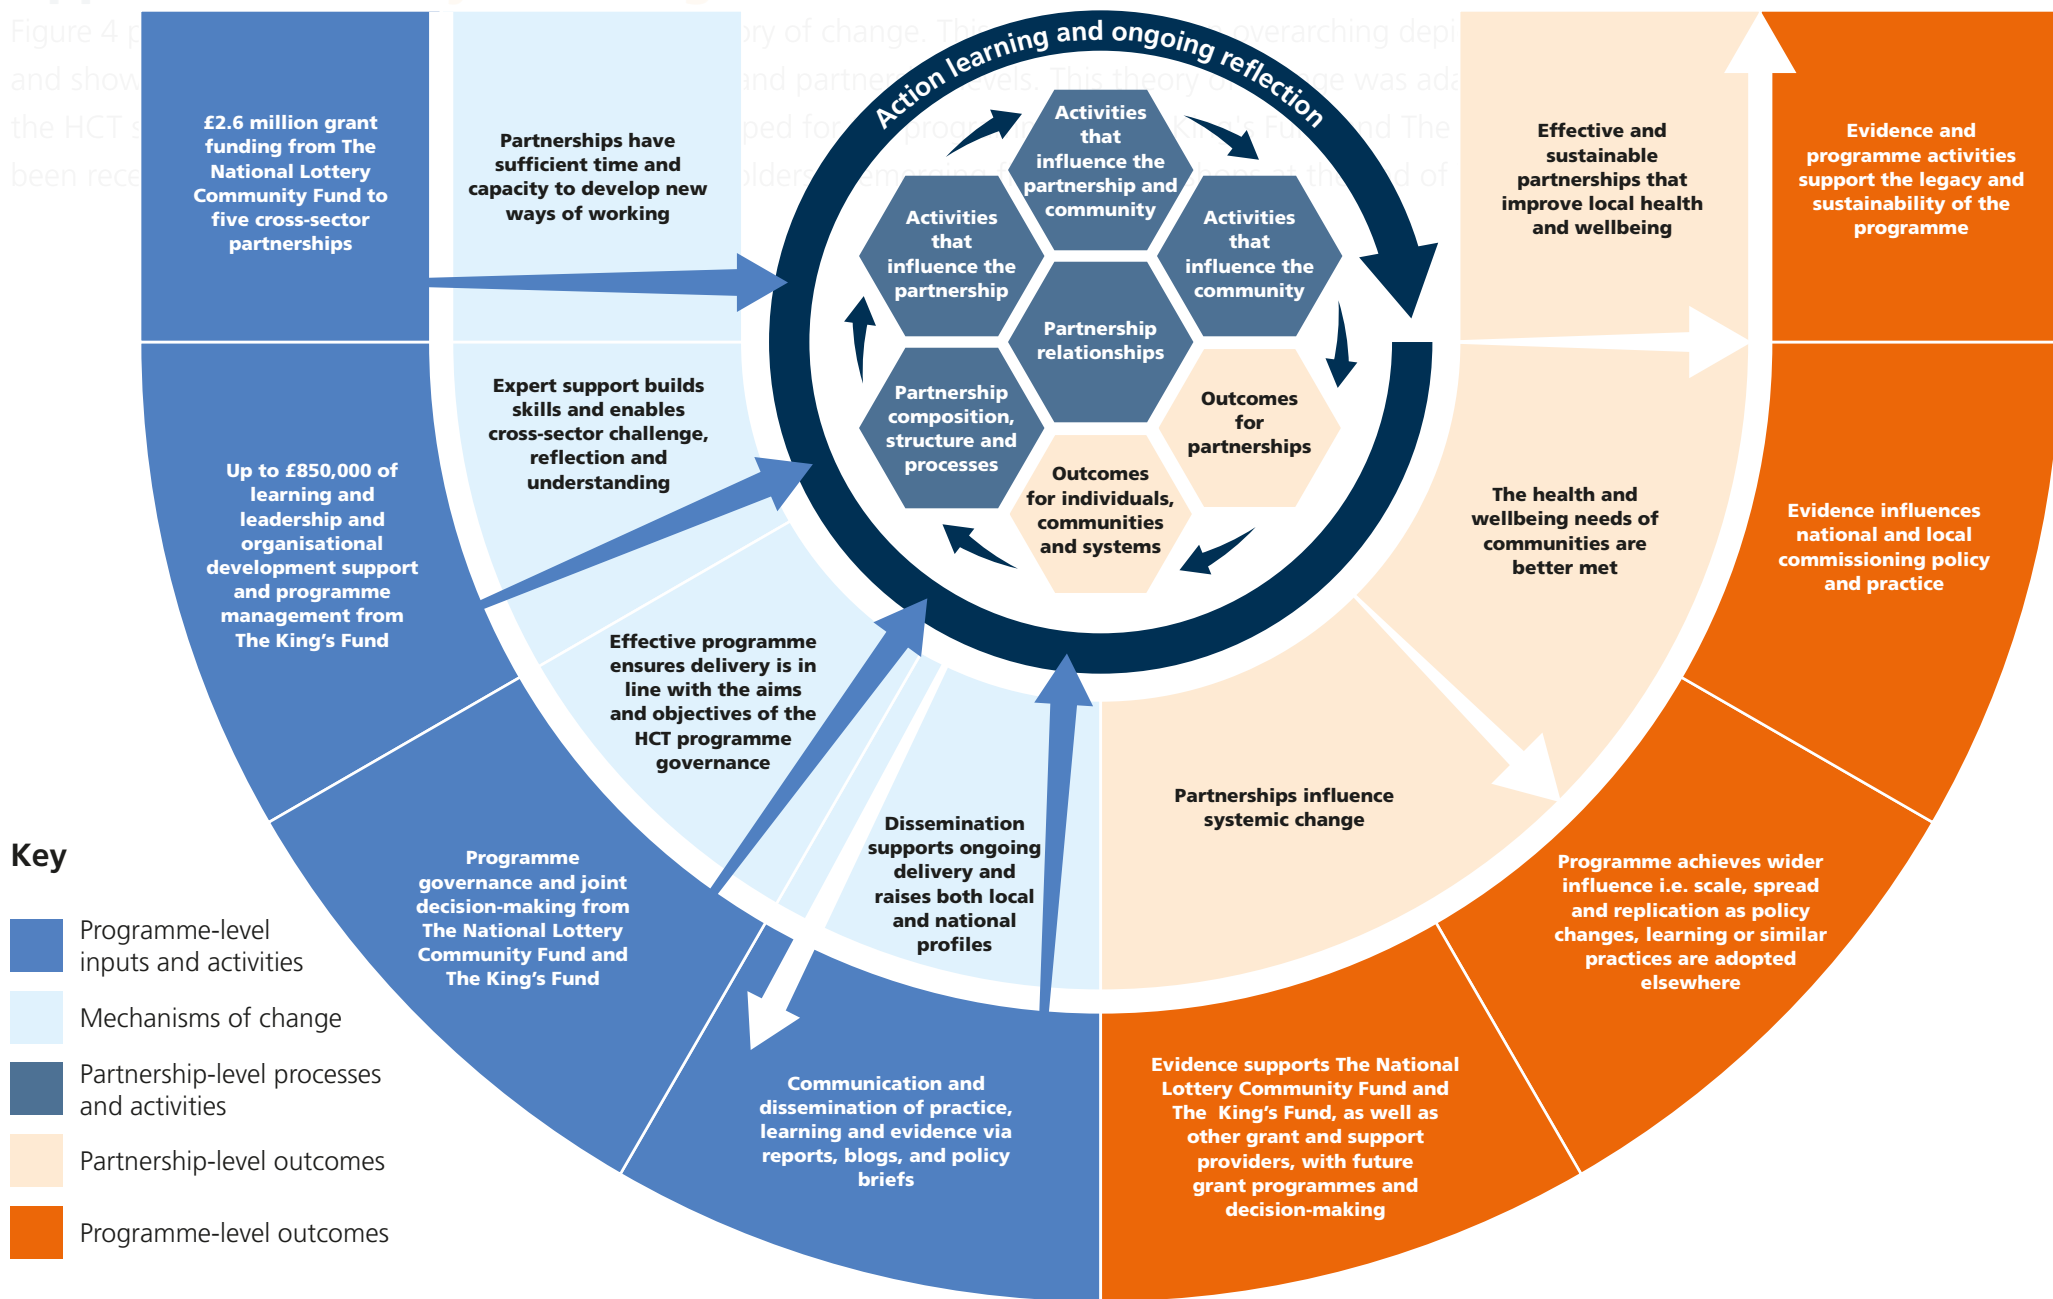 £2.6 million grant
funding from The
National Lottery
Community Fund to
five cross-sector
partnerships
Partnerships have
sufficient time and
capacity to develop new
ways of working
Action learning and ongoing reflection
Activities
that
influence the
partnership and
community
Activities
that
influence the
partnership
Activities
that
influence the
community
Partnership
relationships
Partnership
composition,
structure and
processes
Outcomes
for
partnerships
Outcomes
for individuals,
communities
and systems
Effective and
sustainable
partnerships that
improve local health
and wellbeing
Evidence and
programme activities
support the legacy and
sustainability of the
programme
Expert support builds
skills and enables
cross-sector challenge,
reflection and
understanding
Up to £850,000 of
learning and
leadership and
organisational
development support
and programme
management from
The King’s Fund
The health and
wellbeing needs of
communities are
better met
Evidence influences
national and local
commissioning policy
and practice
Effective programme
ensures delivery is in
line with the aims
and objectives of the
HCT programme
governance
Programme
governance and joint
decision-making from
The National Lottery
Community Fund and
The King’s Fund
Dissemination
supports ongoing
delivery and
raises both local
and national
profiles
Partnerships influence
systemic change
Programme achieves wider
influence i.e. scale, spread
and replication as policy
changes, learning or similar
practices are adopted
elsewhere
Communication and
dissemination of practice,
learning and evidence via
reports, blogs, and policy
briefs
Evidence supports The National
Lottery Community Fund and
The King’s Fund, as well as
other grant and support
providers, with future
grant programmes and
decision-making
Key
Programme-level
inputs and activities
Mechanisms of change
Partnership-level processes
and activities
Partnership-level outcomes
Programme-level outcomes